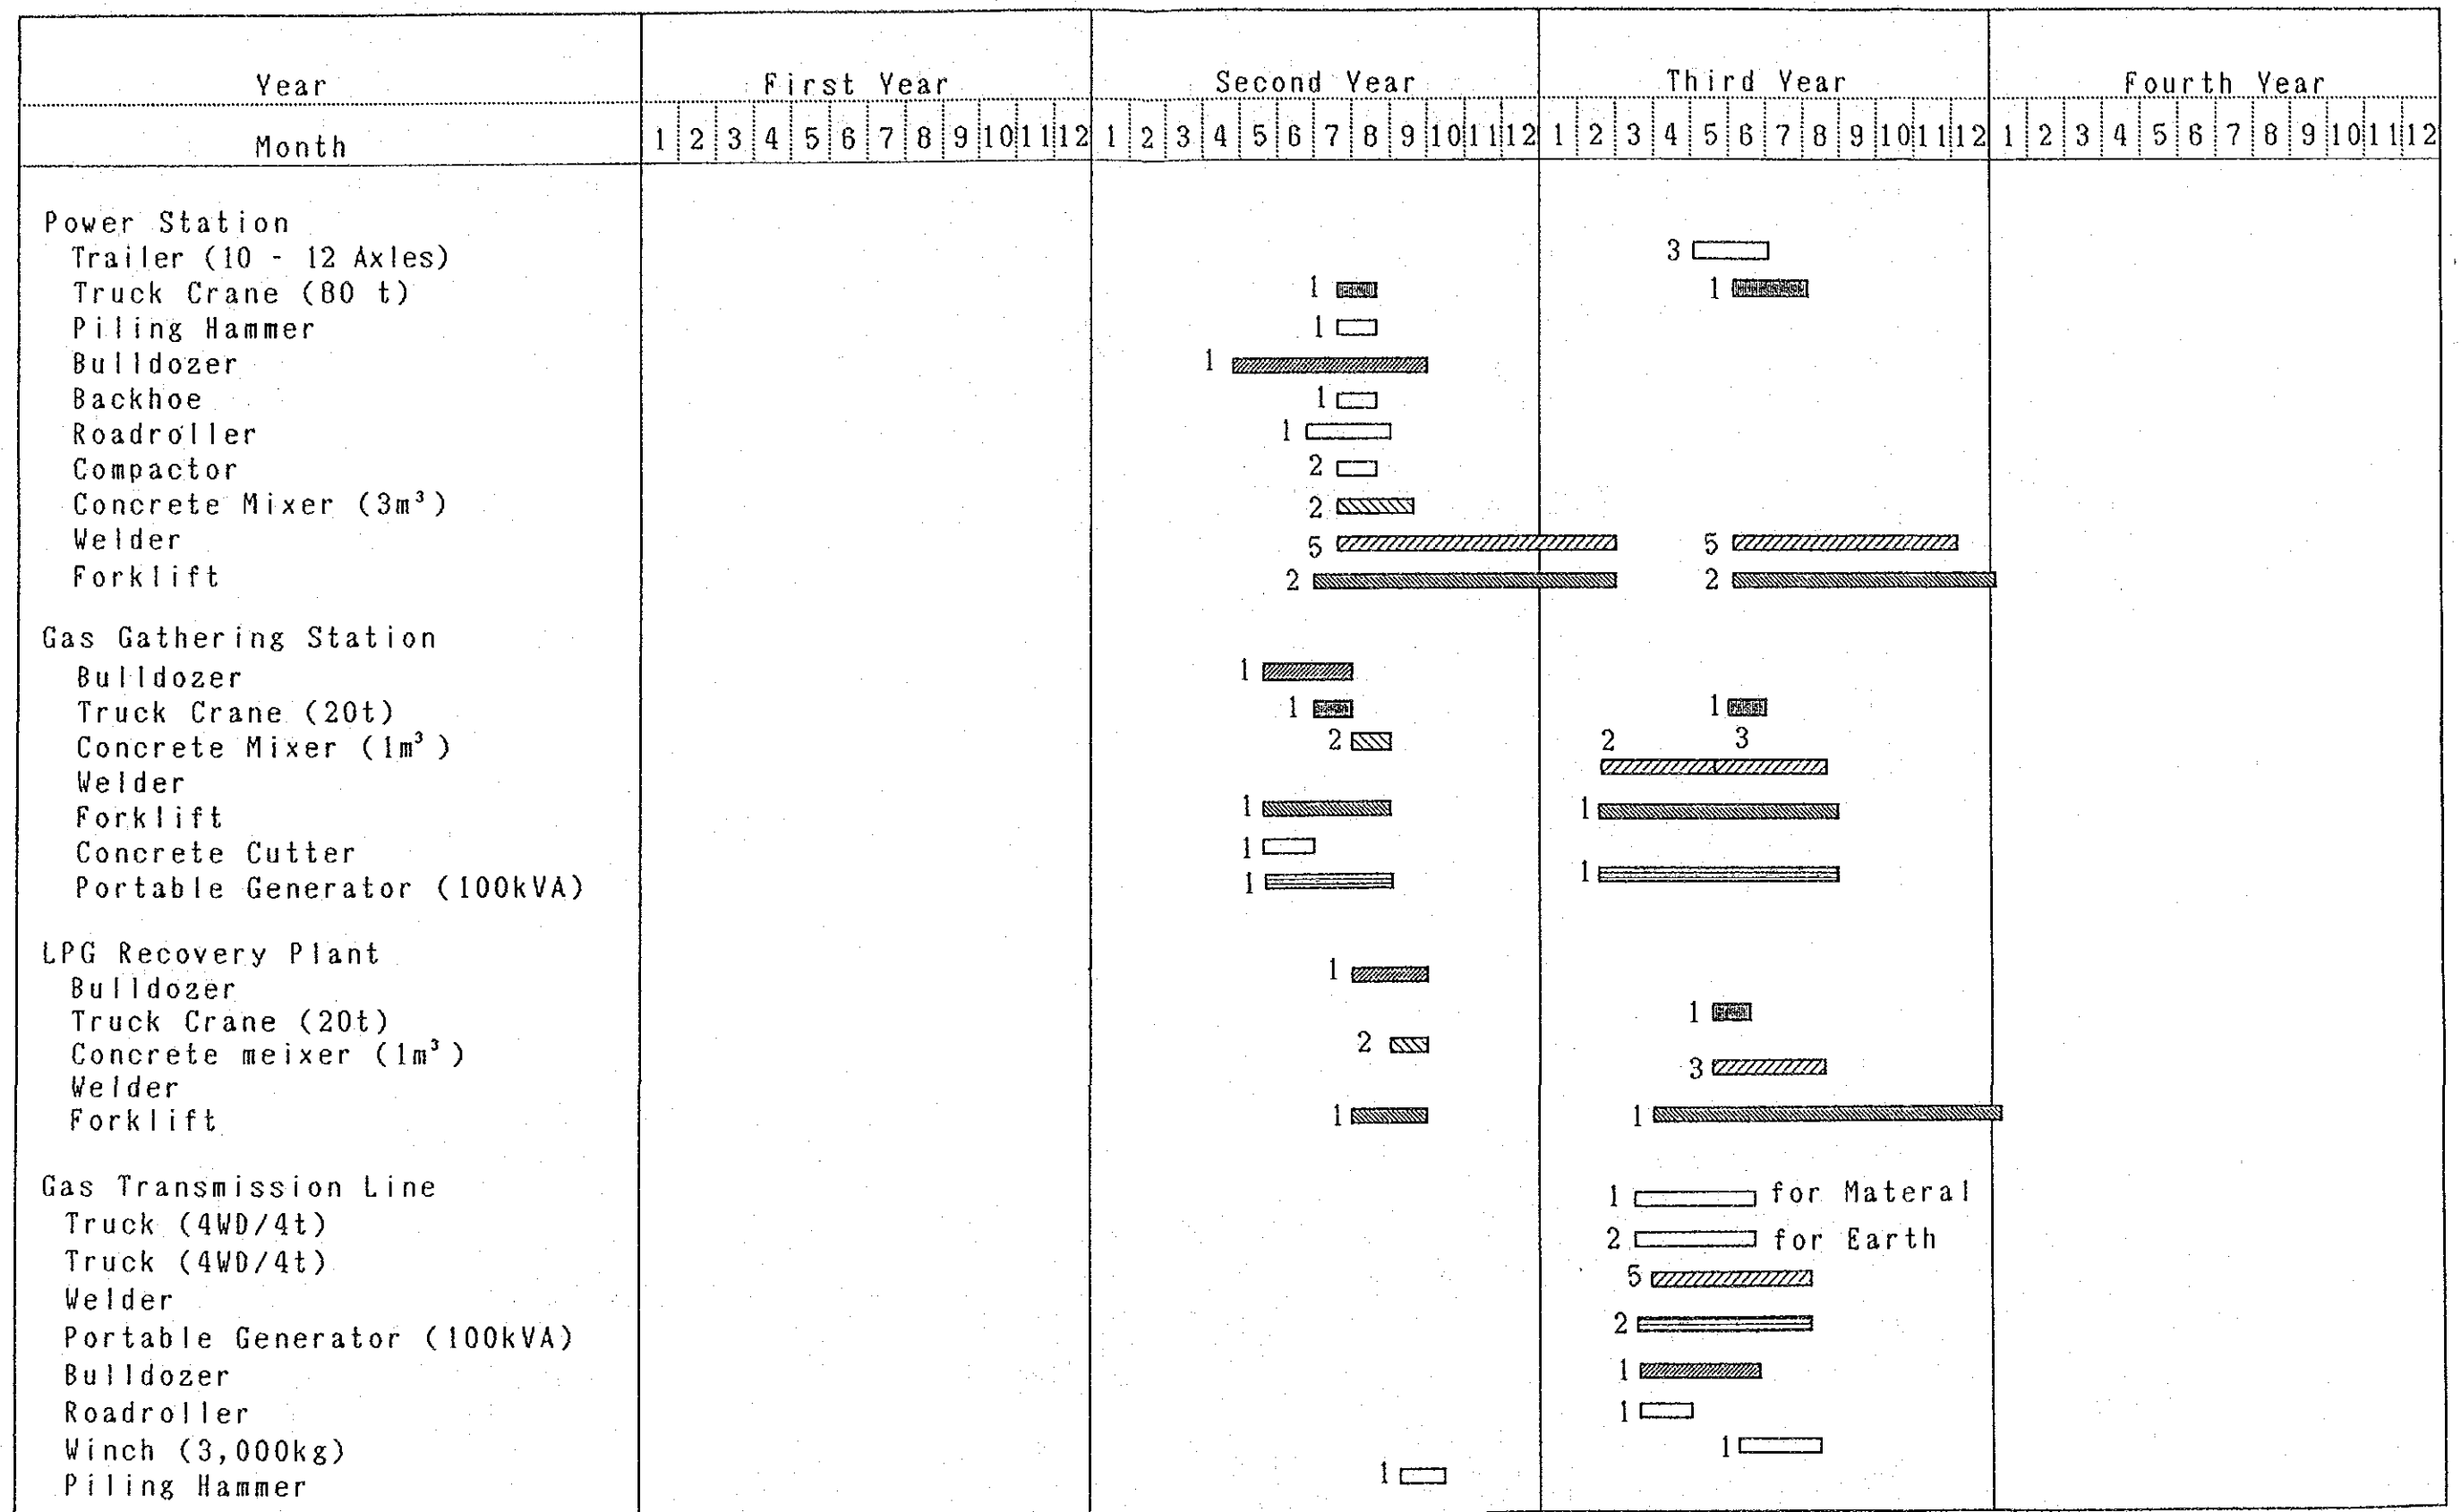 Year First Year Second Year Third Year Fourth Year
Month 1 2 3 4 5 6 7 8 9 10 11 12 1 2 3 4 5 6 7 8 9 10 11 12 1 2 3 4 5 6 7 8 9 10 11 12 1 2 3 4 5 6 7 8 9 10 11 12
Power Station
Trailer (10 - 12 Axles) 3
Truck Crane (80 t) 1 1
Piling Hammer 1
Bulldozer 1
Backhoe 1
Roadroller 1
Compactor 2
Concrete Mixer (3m³) 2
Welder 5 5
Forklift 2 2
Gas Gathering Station
Bulldozer 1
Truck Crane (20t) 1 1
Concrete Mixer (1m³) 2
Welder 2 3
Forklift 1 1
Concrete Cutter 1
Portable Generator (100kVA) 1 1
LPG Recovery Plant
Bulldozer 1
Truck Crane (20t) 1
Concrete meixer (1m³) 2
Welder 3
Forklift 1 1
Gas Transmission Line
Truck (4WD/4t) 1 for Materal
Truck (4WD/4t) 2 for Earth
Welder 5
Portable Generator (100kVA) 2
Bulldozer 1
Roadroller 1
Winch (3,000kg) 1
Piling Hammer 1